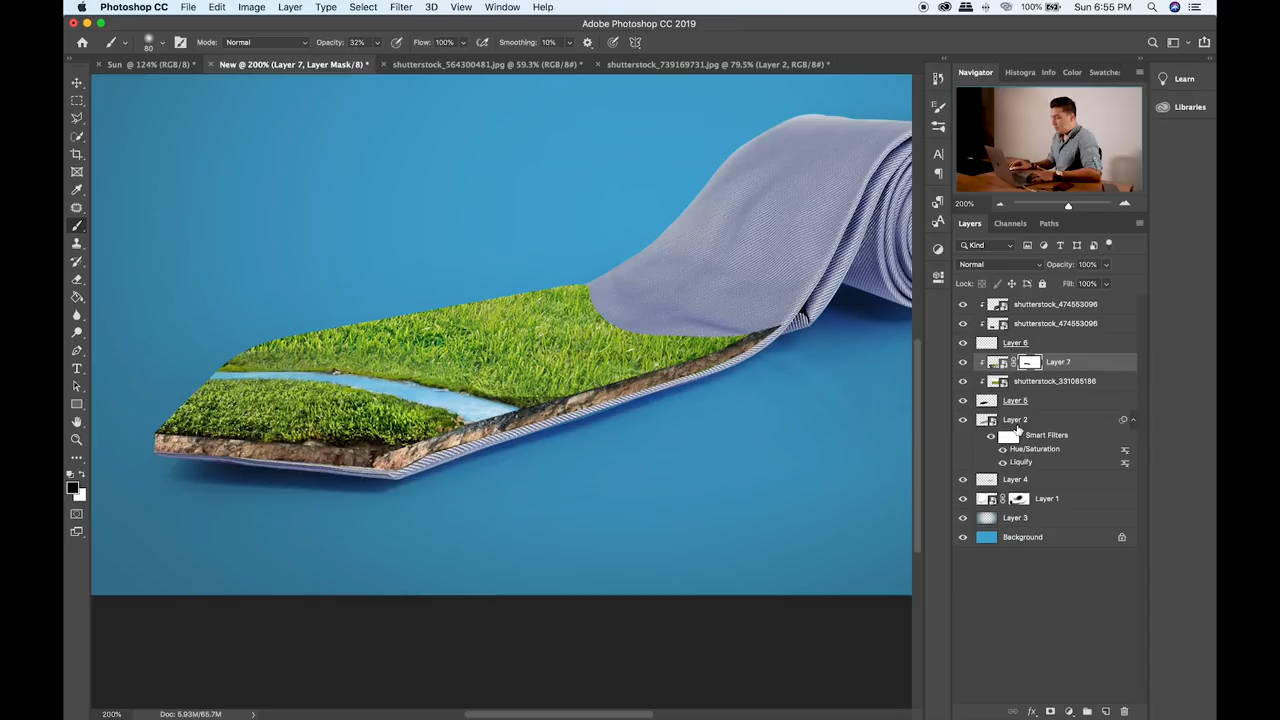 Photoshop CC File Edit Image Layer Type Select Filter 3D View Window Help 100% Sun 6:55 PM
Adobe Photoshop CC 2019
80 Mode: Normal Opacity: 32% Flow: 100% Smoothing: 10%
× Sun @ 124% (RGB/8) * × New @ 200% (Layer 7, Layer Mask/8) * × shutterstock_564300481.jpg @ 59.3% (RGB/8#) * × shutterstock_739169731.jpg @ 79.5% (Layer 2, RGB/8#) *
Navigator Histogra Info Color Swatche:
Learn
Libraries
200%
Layers Channels Paths
Kind
Normal Opacity: 100%
Lock: Fill: 100%
shutterstock_474553096
shutterstock_474553096
Layer 6
Layer 7
shutterstock_331085186
Layer 5
Layer 2
Smart Filters
Hue/Saturation
Liquify
Layer 4
Layer 1
Layer 3
Background
200% Doc: 5.93M/65.7M